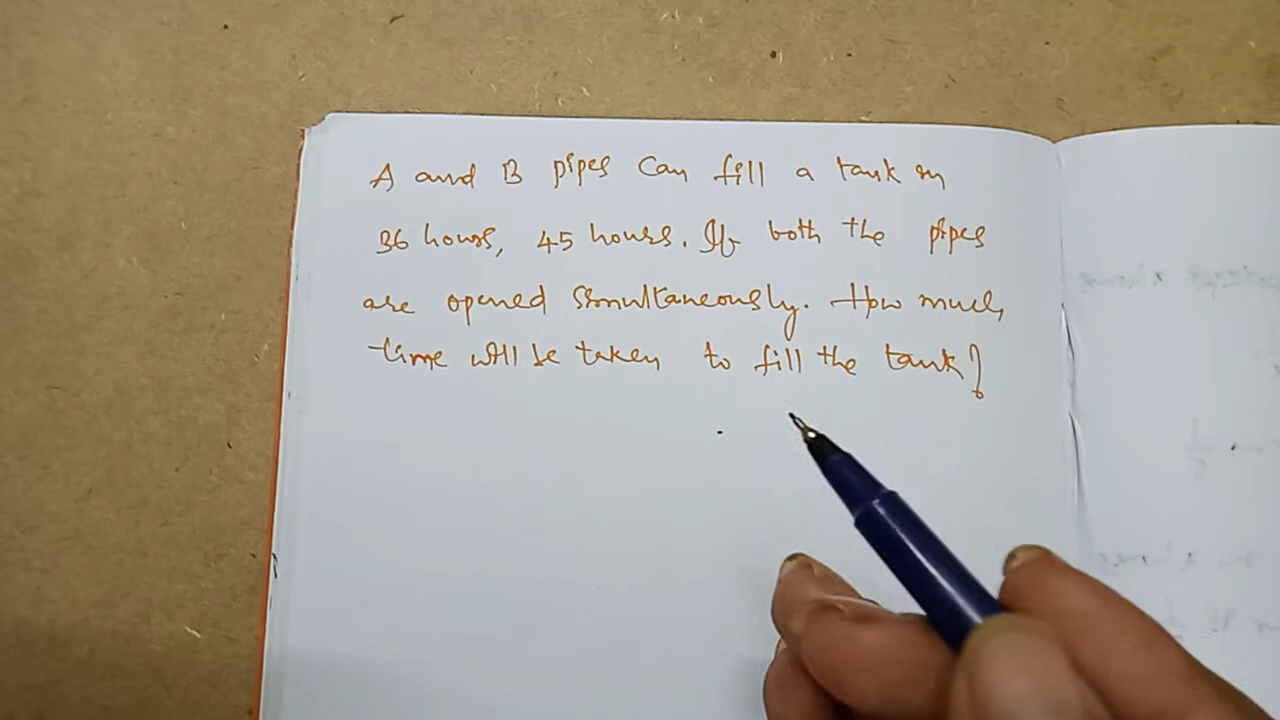 A and B pipes can fill a tank in
36 hours, 45 hours. If both the pipes
are opened simultaneously. How much
time will be taken to fill the tank?